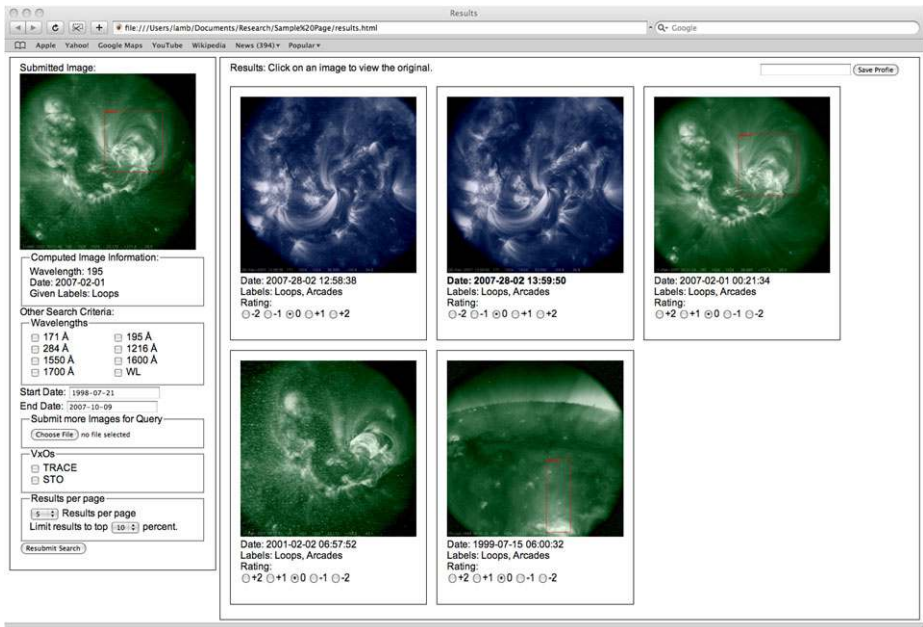 Results
file:///Users/lamb/Documents/Research/Sample%20Page/results.html
Google
Apple Yahoo! Google Maps YouTube Wikipedia News (394) Popular
Submitted Image:
Computed Image Information:
Wavelength: 195
Date: 2007-02-01
Given Labels: Loops
Other Search Criteria:
Wavelengths
171 Å 195 Å
284 Å 1216 Å
1550 Å 1600 Å
1700 Å WL
Start Date: 1998-07-21
End Date: 2007-10-09
Submit more Images for Query
Choose File no file selected
VxOs
TRACE
STO
Results per page
5 Results per page
Limit results to top 10 percent.
Resubmit Search
Results: Click on an image to view the original.
Save Profile
Date: 2007-28-02 12:58:38
Labels: Loops, Arcades
Rating:
-2 -1 0 +1 +2
Date: 2007-28-02 13:59:50
Labels: Loops, Arcades
Rating:
-2 -1 0 +1 +2
Date: 2007-02-01 00:21:34
Labels: Loops, Arcades
Rating:
+2 +1 0 -1 -2
Date: 2001-02-02 06:57:52
Labels: Loops, Arcades
Rating:
+2 +1 0 -1 -2
Date: 1999-07-15 06:00:32
Labels: Loops, Arcades
Rating:
+2 +1 0 -1 -2